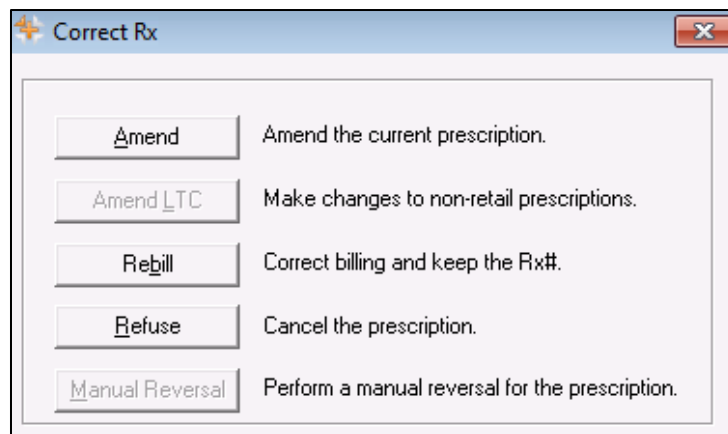 Correct Rx
Amend Amend the current prescription.
Amend LTC Make changes to non-retail prescriptions.
Rebill Correct billing and keep the Rx#.
Refuse Cancel the prescription.
Manual Reversal Perform a manual reversal for the prescription.